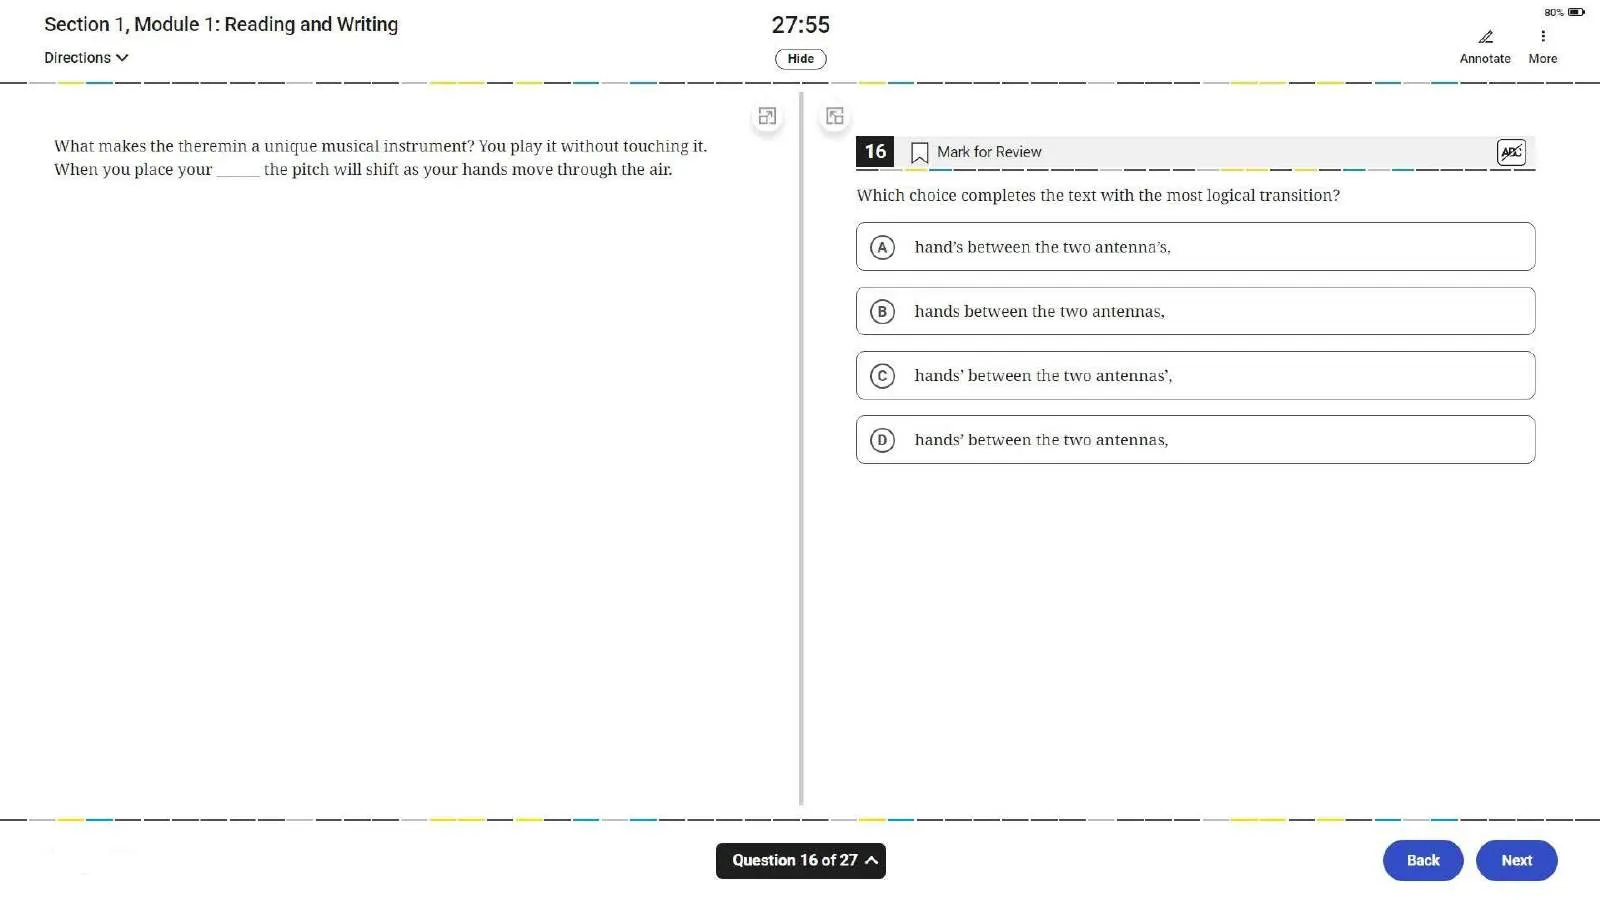 Section 1, Module 1: Reading and Writing
Directions
27:55
Hide
80%
Annotate
More
What makes the theremin a unique musical instrument? You play it without touching it.
When you place your _____ the pitch will shift as your hands move through the air.
16
Mark for Review
ABC
Which choice completes the text with the most logical transition?
A hand’s between the two antenna’s,
B hands between the two antennas,
C hands’ between the two antennas’,
D hands’ between the two antennas,
Question 16 of 27
Back
Next